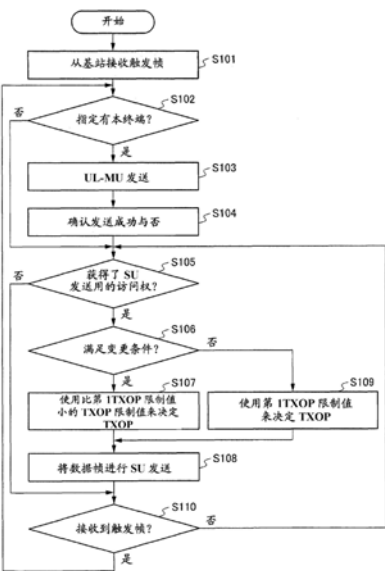 开始
从基站接收触发帧
S101
S102
否
指定有本终端？
是
S103
UL-MU 发送
S104
确认发送成功与否
S105
否
获得了 SU
发送用的访问权？
是
S106
满足变更条件？
否
是
S107
使用比第 1TXOP 限制值
小的 TXOP 限制值来决定
TXOP
S109
使用第 1TXOP 限制值
来决定 TXOP
S108
将数据帧进行 SU 发送
S110
接收到触发帧？
否
是